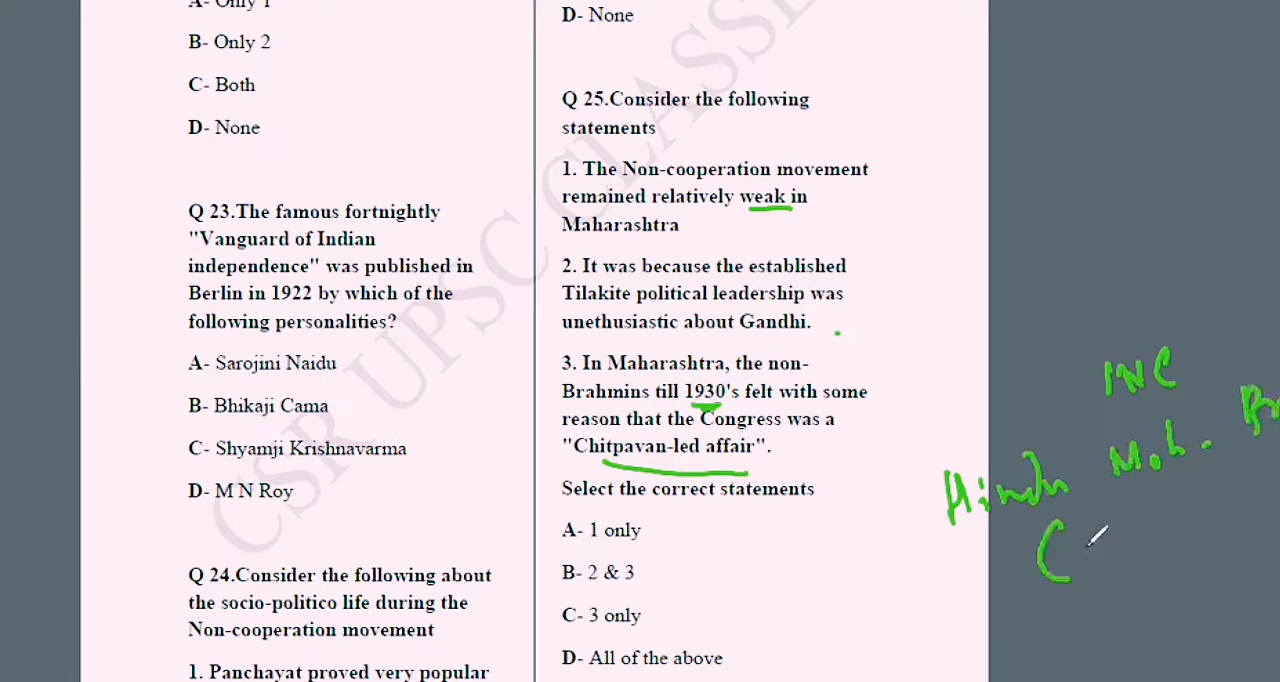 A- Only 1
B- Only 2
C- Both
D- None
Q 23.The famous fortnightly
"Vanguard of Indian
independence" was published in
Berlin in 1922 by which of the
following personalities?
A- Sarojini Naidu
B- Bhikaji Cama
C- Shyamji Krishnavarma
D- M N Roy
Q 24.Consider the following about
the socio-politico life during the
Non-cooperation movement
1. Panchayat proved very popular
D- None
Q 25.Consider the following
statements
1. The Non-cooperation movement
remained relatively weak in
Maharashtra
2. It was because the established
Tilakite political leadership was
unethusiastic about Gandhi.
3. In Maharashtra, the non-
Brahmins till 1930's felt with some
reason that the Congress was a
"Chitpavan-led affair".
Select the correct statements
A- 1 only
B- 2 & 3
C- 3 only
D- All of the above
CSR UPSC CLASSE
INC
Hindu
C